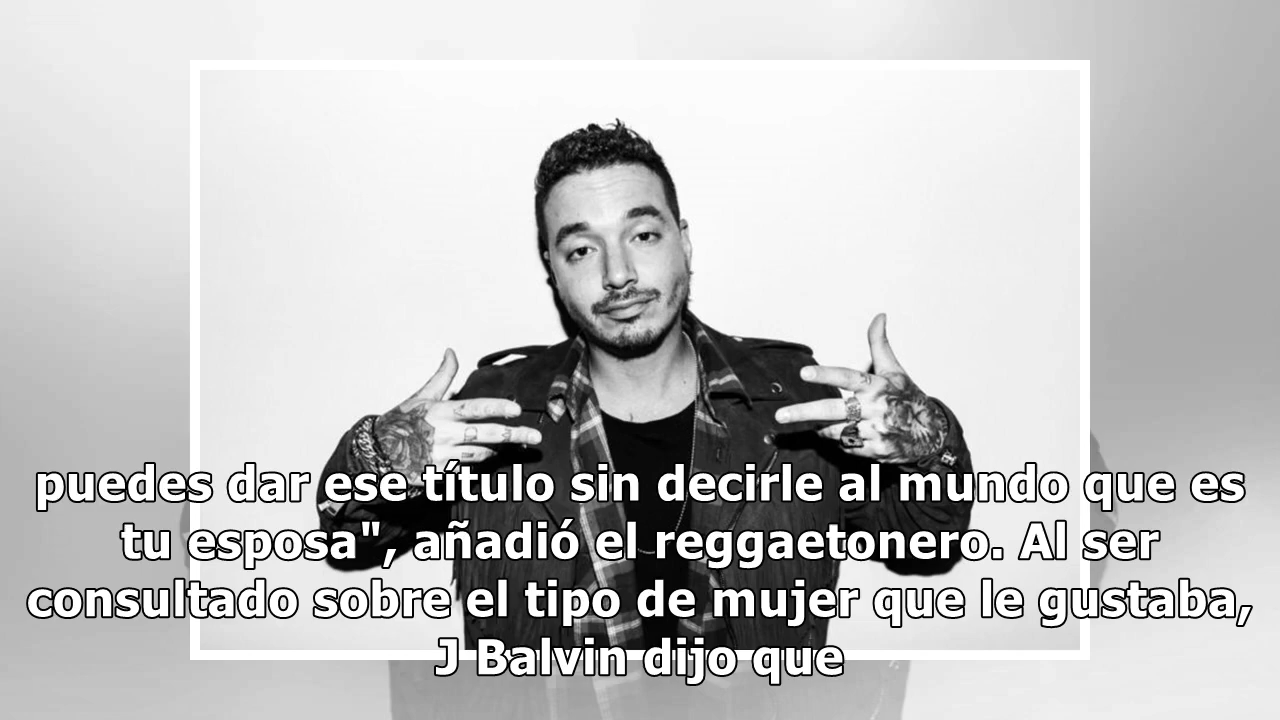 puedes dar ese título sin decirle al mundo que es
tu esposa", añadió el reggaetonero. Al ser
consultado sobre el tipo de mujer que le gustaba,
J Balvin dijo que